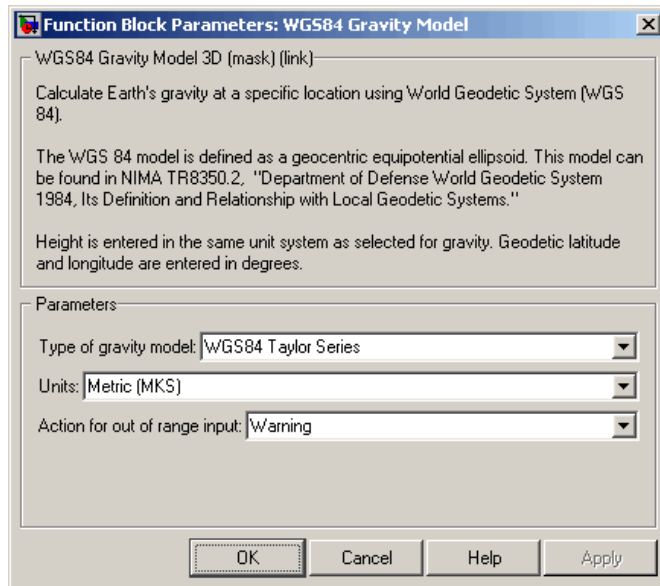 Function Block Parameters: WGS84 Gravity Model
WGS84 Gravity Model 3D (mask) (link)
Calculate Earth's gravity at a specific location using World Geodetic System (WGS
84).
The WGS 84 model is defined as a geocentric equipotential ellipsoid. This model can
be found in NIMA TR8350.2, "Department of Defense World Geodetic System
1984, Its Definition and Relationship with Local Geodetic Systems."
Height is entered in the same unit system as selected for gravity. Geodetic latitude
and longitude are entered in degrees.
Parameters
Type of gravity model: WGS84 Taylor Series
Units: Metric (MKS)
Action for out of range input: Warning
OK Cancel Help Apply